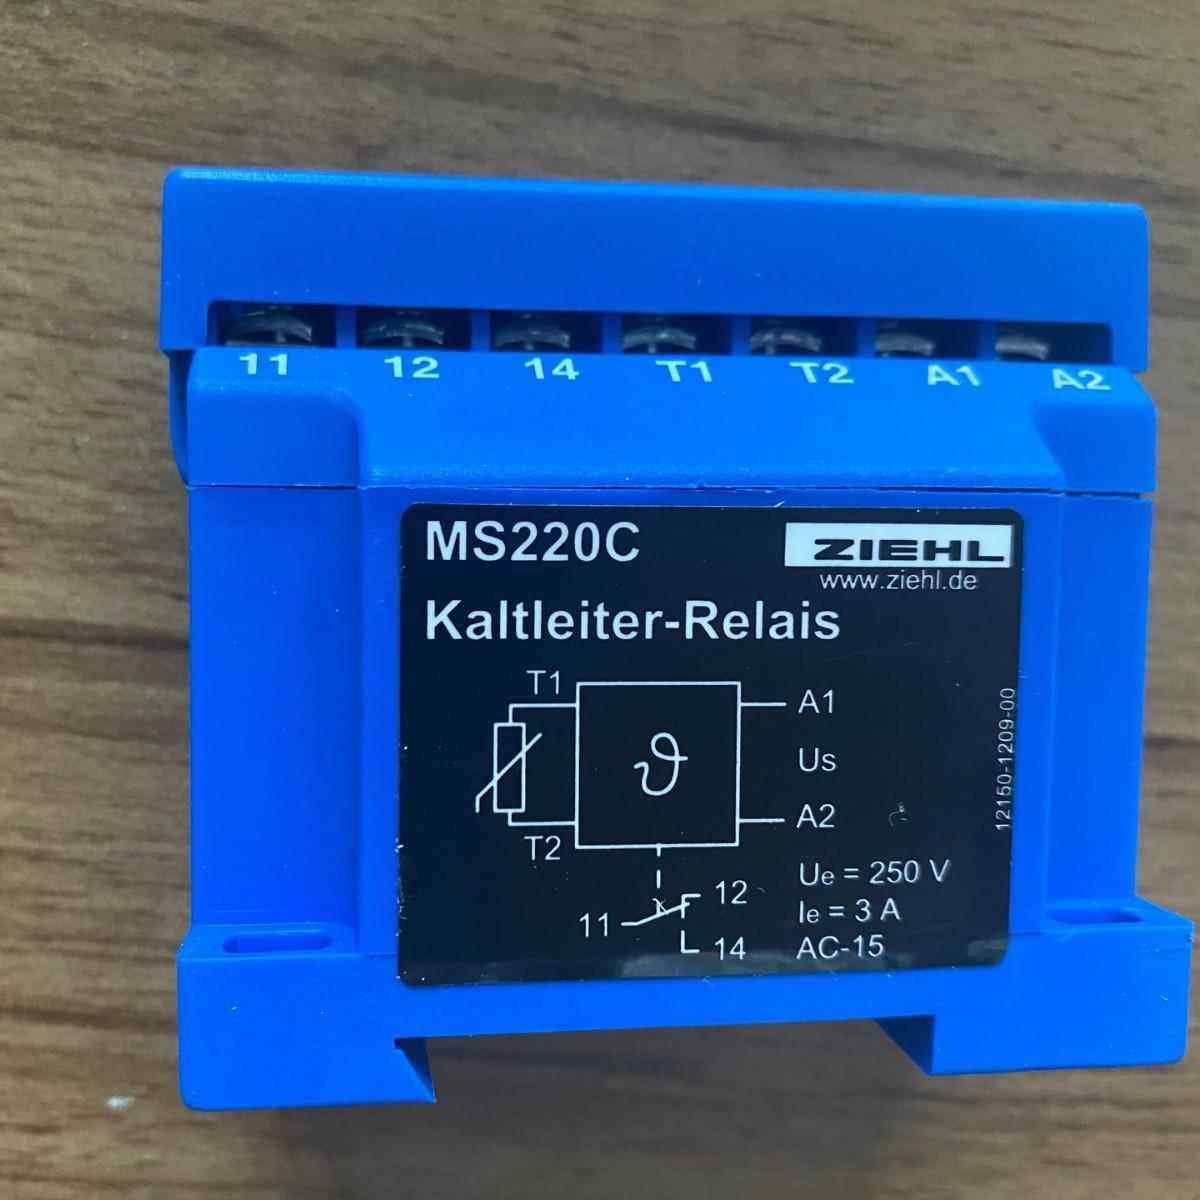 11 12 14 T1 T2 A1 A2
MS220C
ZIEHL
www.ziehl.de
Kaltleiter-Relais
T1
A1
ϑ
Us
A2
T2
12150-1209-00
12
11
14
Ue = 250 V
Ie = 3 A
AC-15